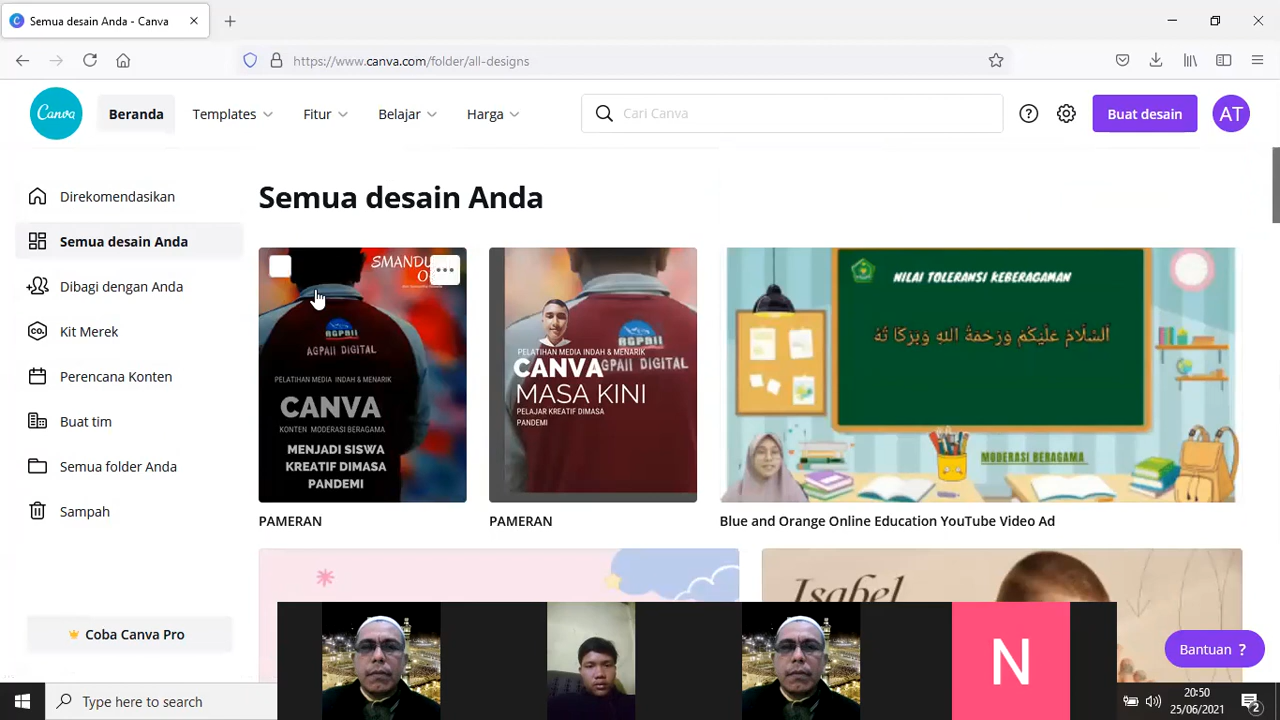 Semua desain Anda - Canva
https://www.canva.com/folder/all-designs
Canva
Beranda
Templates
Fitur
Belajar
Harga
Cari Canva
Buat desain
AT
Direkomendasikan
Semua desain Anda
Dibagi dengan Anda
Kit Merek
Perencana Konten
Buat tim
Semua folder Anda
Sampah
Coba Canva Pro
Semua desain Anda
AGPAII
AGPAII DIGITAL
PELATIHAN MEDIA INDAH & MENARIK
CANVA
KONTEN MODERASI BERAGAMA
MENJADI SISWA
KREATIF DIMASA
PANDEMI
PAMERAN
AGPAII
PELATIHAN MEDIA INDAH & MENARIK
CANVA
MASA KINI
PELAJAR KREATIF DIMASA
PANDEMI
PAMERAN
NILAI TOLERANSI KEBERAGAMAN
اَلسَّلَامُ عَلَيْكُمْ وَرَحْمَةُ اللهِ وَبَرَكَا تُهُ
MODERASI BERAGAMA
Blue and Orange Online Education YouTube Video Ad
Isabel
N
Bantuan ?
Type here to search
20:50
25/06/2021
2